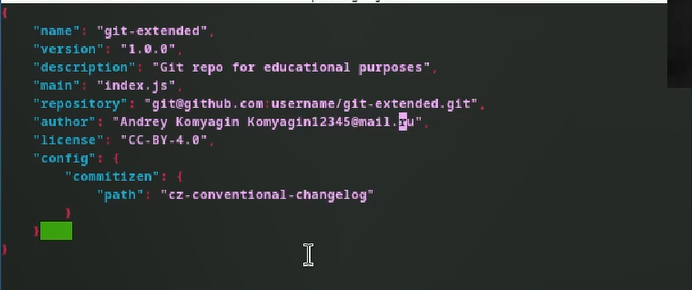 {
"name": "git-extended",
"version": "1.0.0",
"description": "Git repo for educational purposes",
"main": "index.js",
"repository": "git@github.com:username/git-extended.git",
"author": "Andrey Komyagin Komyagin12345@mail.ru",
"license": "CC-BY-4.0",
"config": {
"commitizen": {
"path": "cz-conventional-changelog"
}
}
}